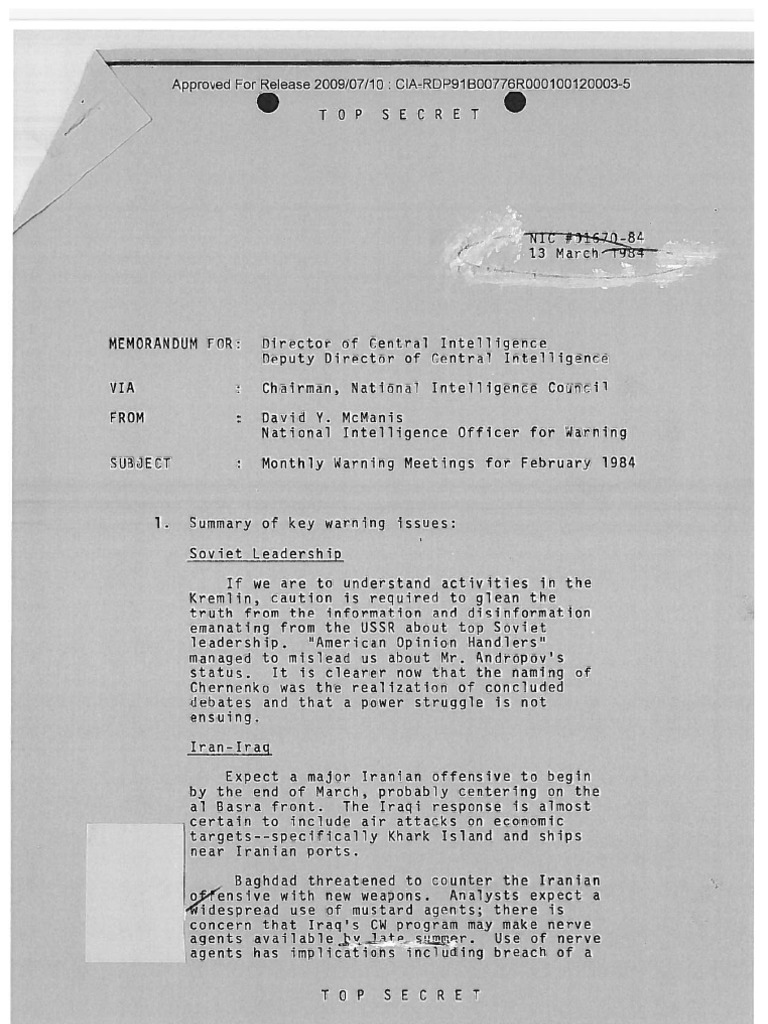 Approved For Release 2009/07/10 : CIA-RDP91B00776R000100120003-5
TOP SECRET
NIC #01670-84
13 March 1984
MEMORANDUM FOR: Director of Central Intelligence
Deputy Director of Central Intelligence
VIA : Chairman, National Intelligence Council
FROM : David Y. McManis
National Intelligence Officer for Warning
SUBJECT : Monthly Warning Meetings for February 1984
1. Summary of key warning issues:
Soviet Leadership
If we are to understand activities in the
Kremlin, caution is required to glean the
truth from the information and disinformation
emanating from the USSR about top Soviet
leadership. "American Opinion Handlers"
managed to mislead us about Mr. Andropov's
status. It is clearer now that the naming of
Chernenko was the realization of concluded
debates and that a power struggle is not
ensuing.
Iran-Iraq
Expect a major Iranian offensive to begin
by the end of March, probably centering on the
al Basra front. The Iraqi response is almost
certain to include air attacks on economic
targets--specifically Khark Island and ships
near Iranian ports.
Baghdad threatened to counter the Iranian
offensive with new weapons. Analysts expect a
widespread use of mustard agents; there is
concern that Iraq's CW program may make nerve
agents available by late summer. Use of nerve
agents has implications including breach of a
TOP SECRET